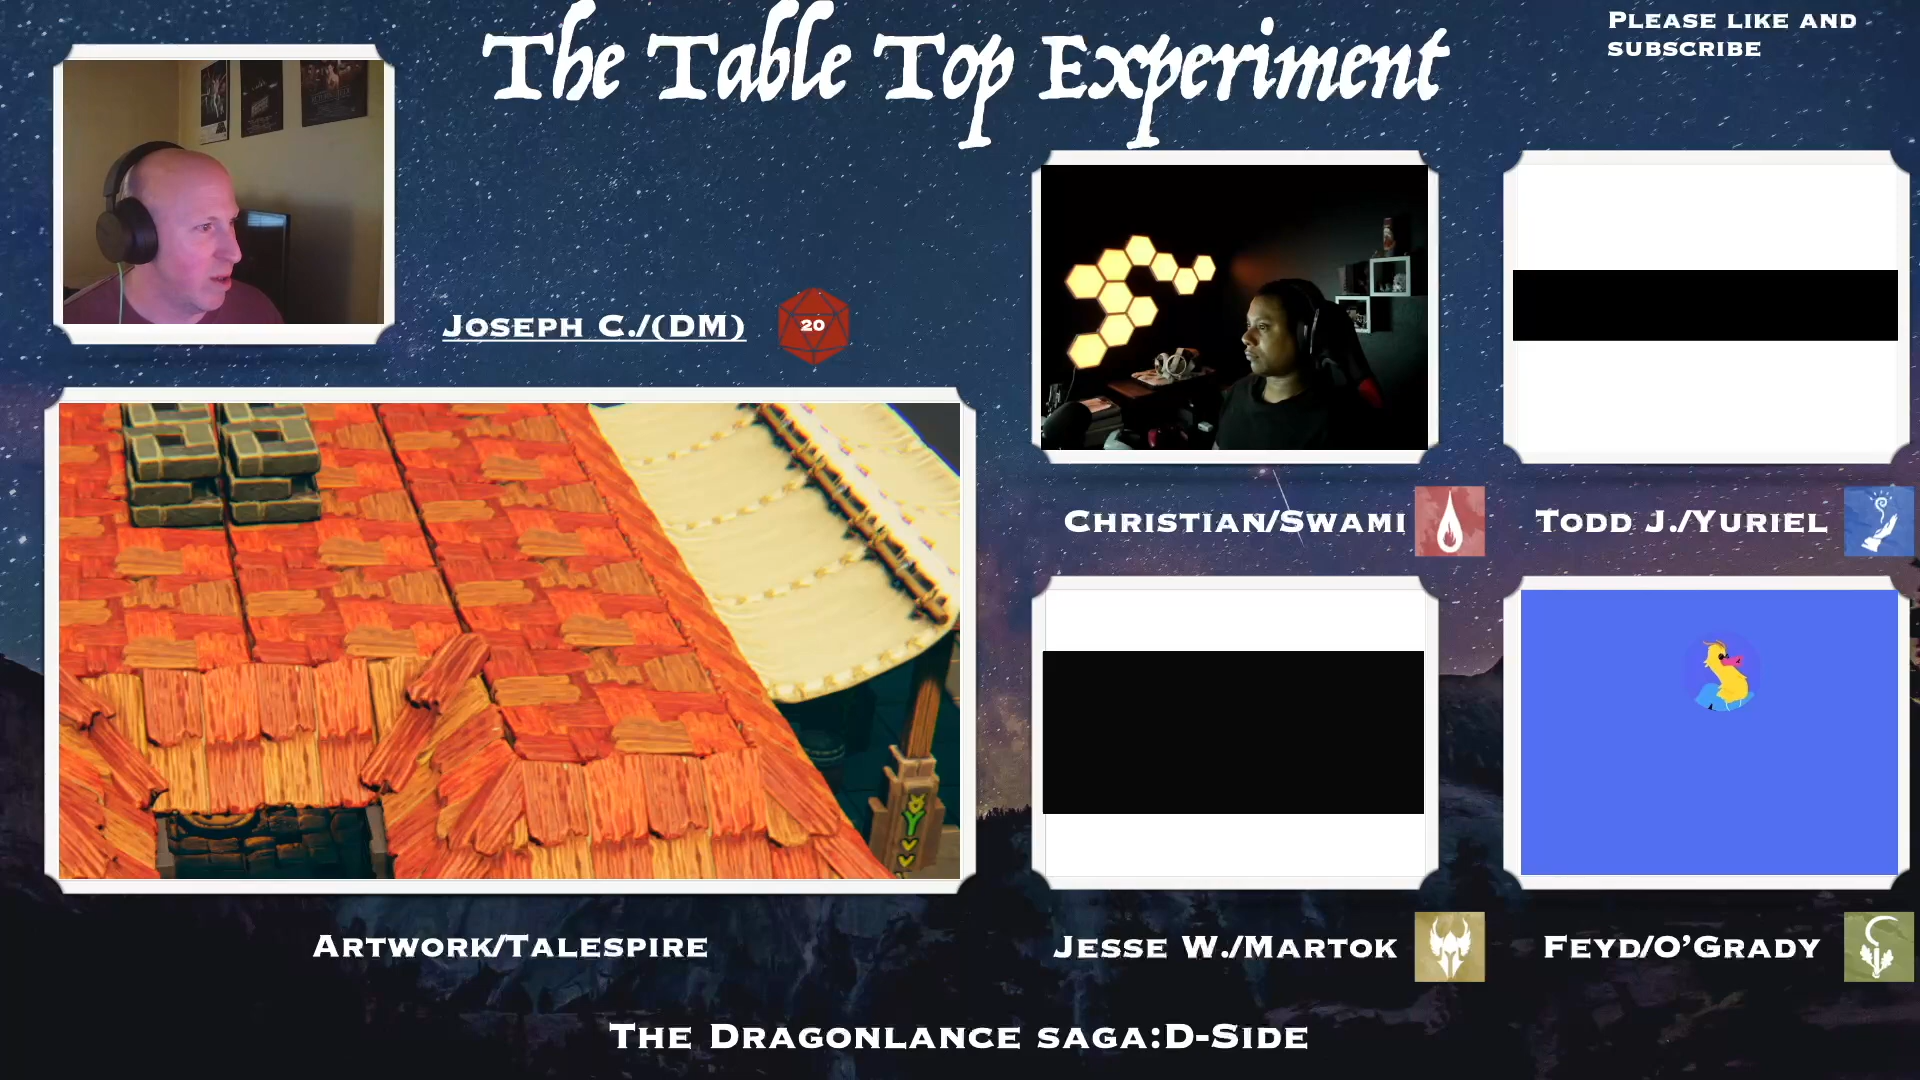 The Table Top Experiment
Please like and
subscribe
Joseph C./(DM)
20
Christian/Swami
Todd J./Yuriel
Artwork/Talespire
Jesse W./Martok
Feyd/O'Grady
The Dragonlance saga:D-Side